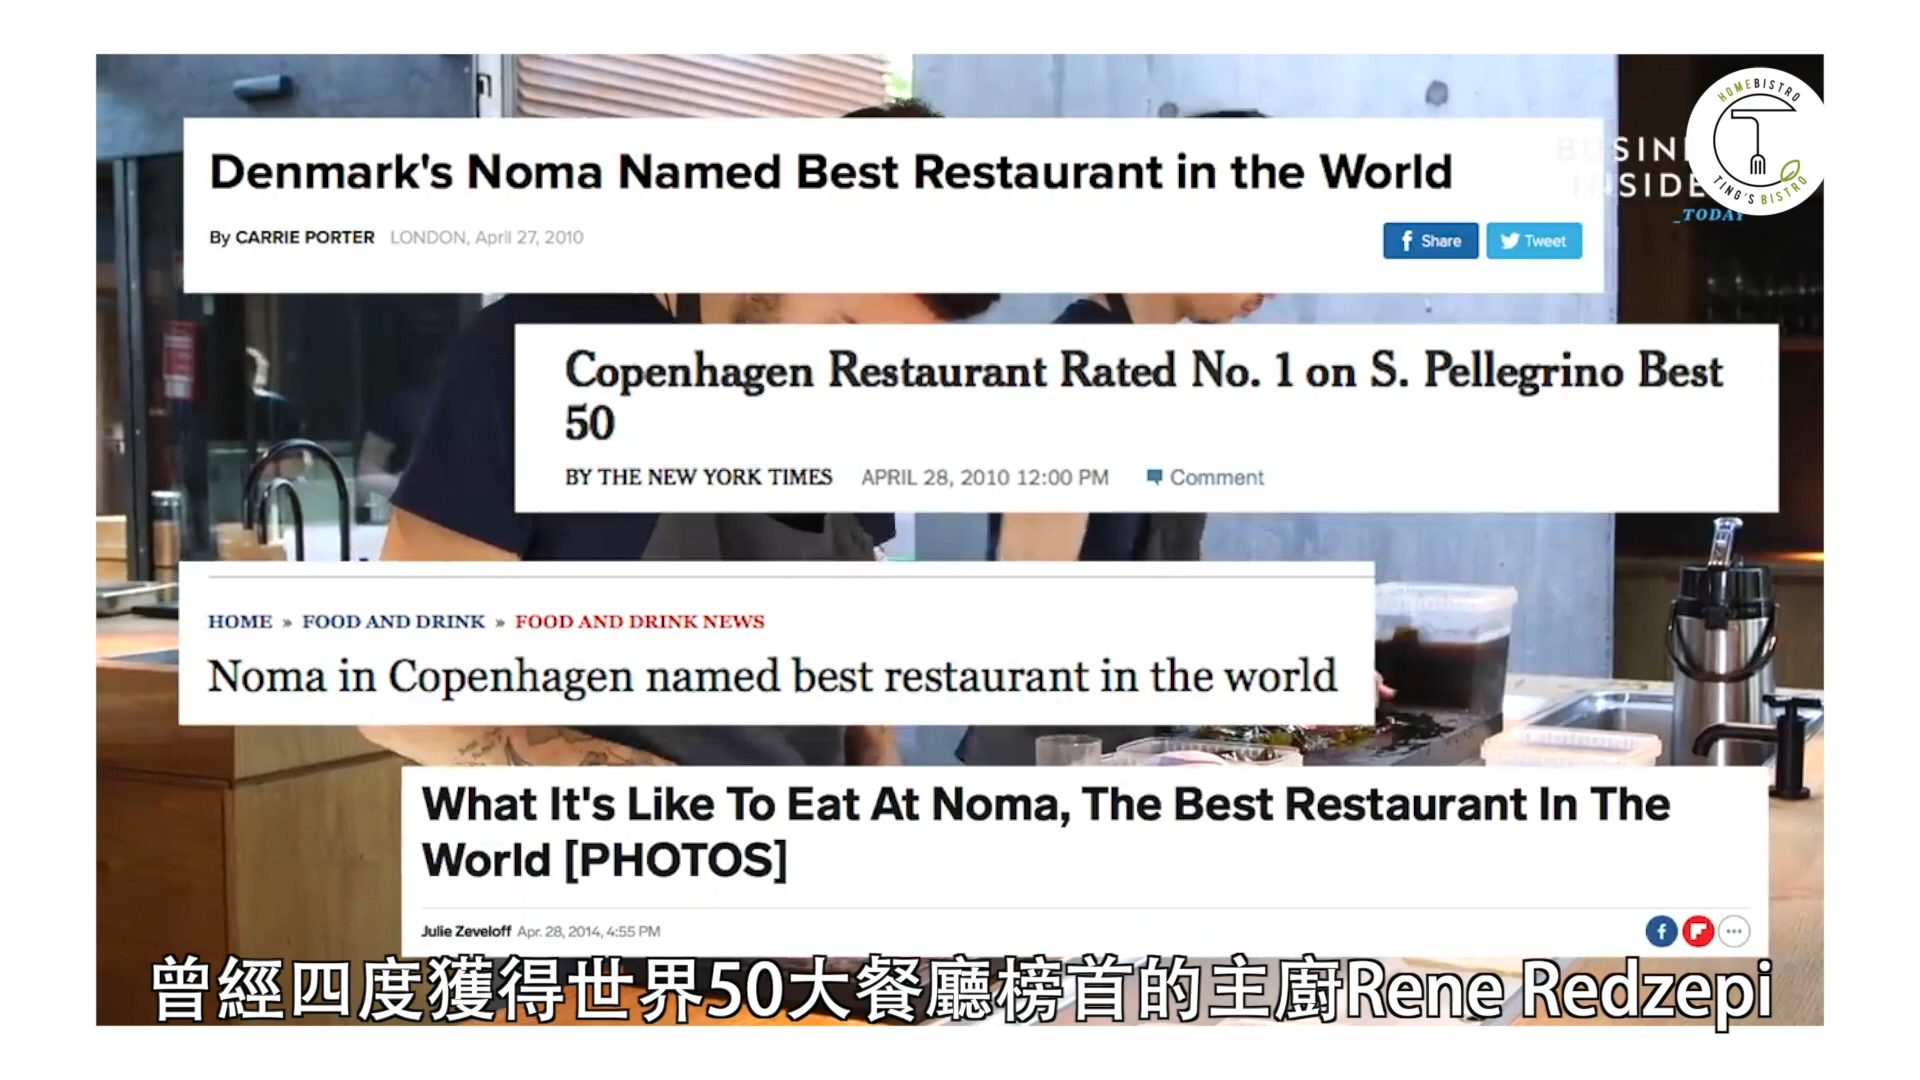 HOMEBISTRO
TING'S BISTRO
BUSINE
INSIDE
_TODAY
Denmark's Noma Named Best Restaurant in the World
By CARRIE PORTER LONDON, April 27, 2010
Share
Tweet
Copenhagen Restaurant Rated No. 1 on S. Pellegrino Best
50
BY THE NEW YORK TIMES APRIL 28, 2010 12:00 PM Comment
HOME » FOOD AND DRINK » FOOD AND DRINK NEWS
Noma in Copenhagen named best restaurant in the world
What It's Like To Eat At Noma, The Best Restaurant In The
World [PHOTOS]
Julie Zeveloff Apr. 28, 2014, 4:55 PM
曾經四度獲得世界50大餐廳榜首的主廚Rene Redzepi